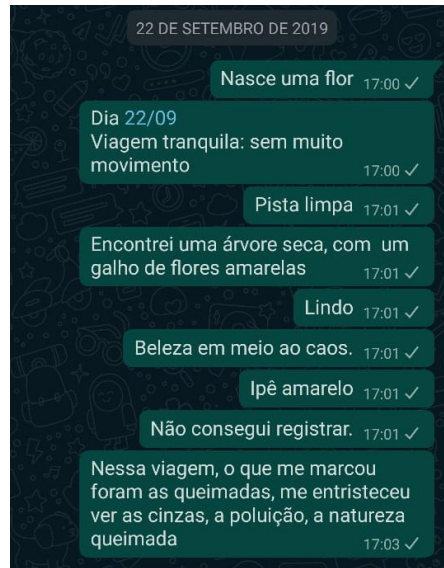 22 DE SETEMBRO DE 2019
Nasce uma flor 17:00
Dia 22/09
Viagem tranquila: sem muito
movimento 17:00
Pista limpa 17:01
Encontrei uma árvore seca, com um
galho de flores amarelas 17:01
Lindo 17:01
Beleza em meio ao caos. 17:01
Ipê amarelo 17:01
Não consegui registrar. 17:01
Nessa viagem, o que me marcou
foram as queimadas, me entristeceu
ver as cinzas, a poluição, a natureza
queimada 17:03